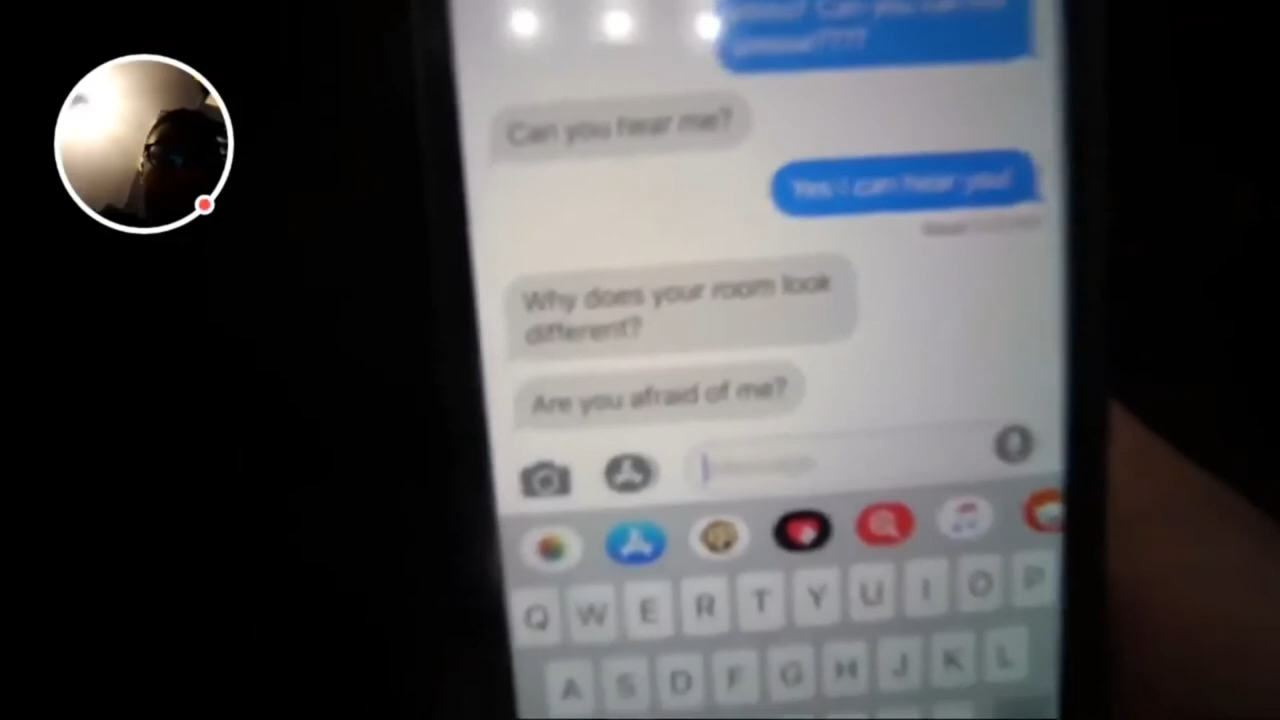 Can you hear me?
Yes I can hear you!
Why does your room look
different?
Are you afraid of me?
Q W E R T Y U I O P
A S D F G H J K L